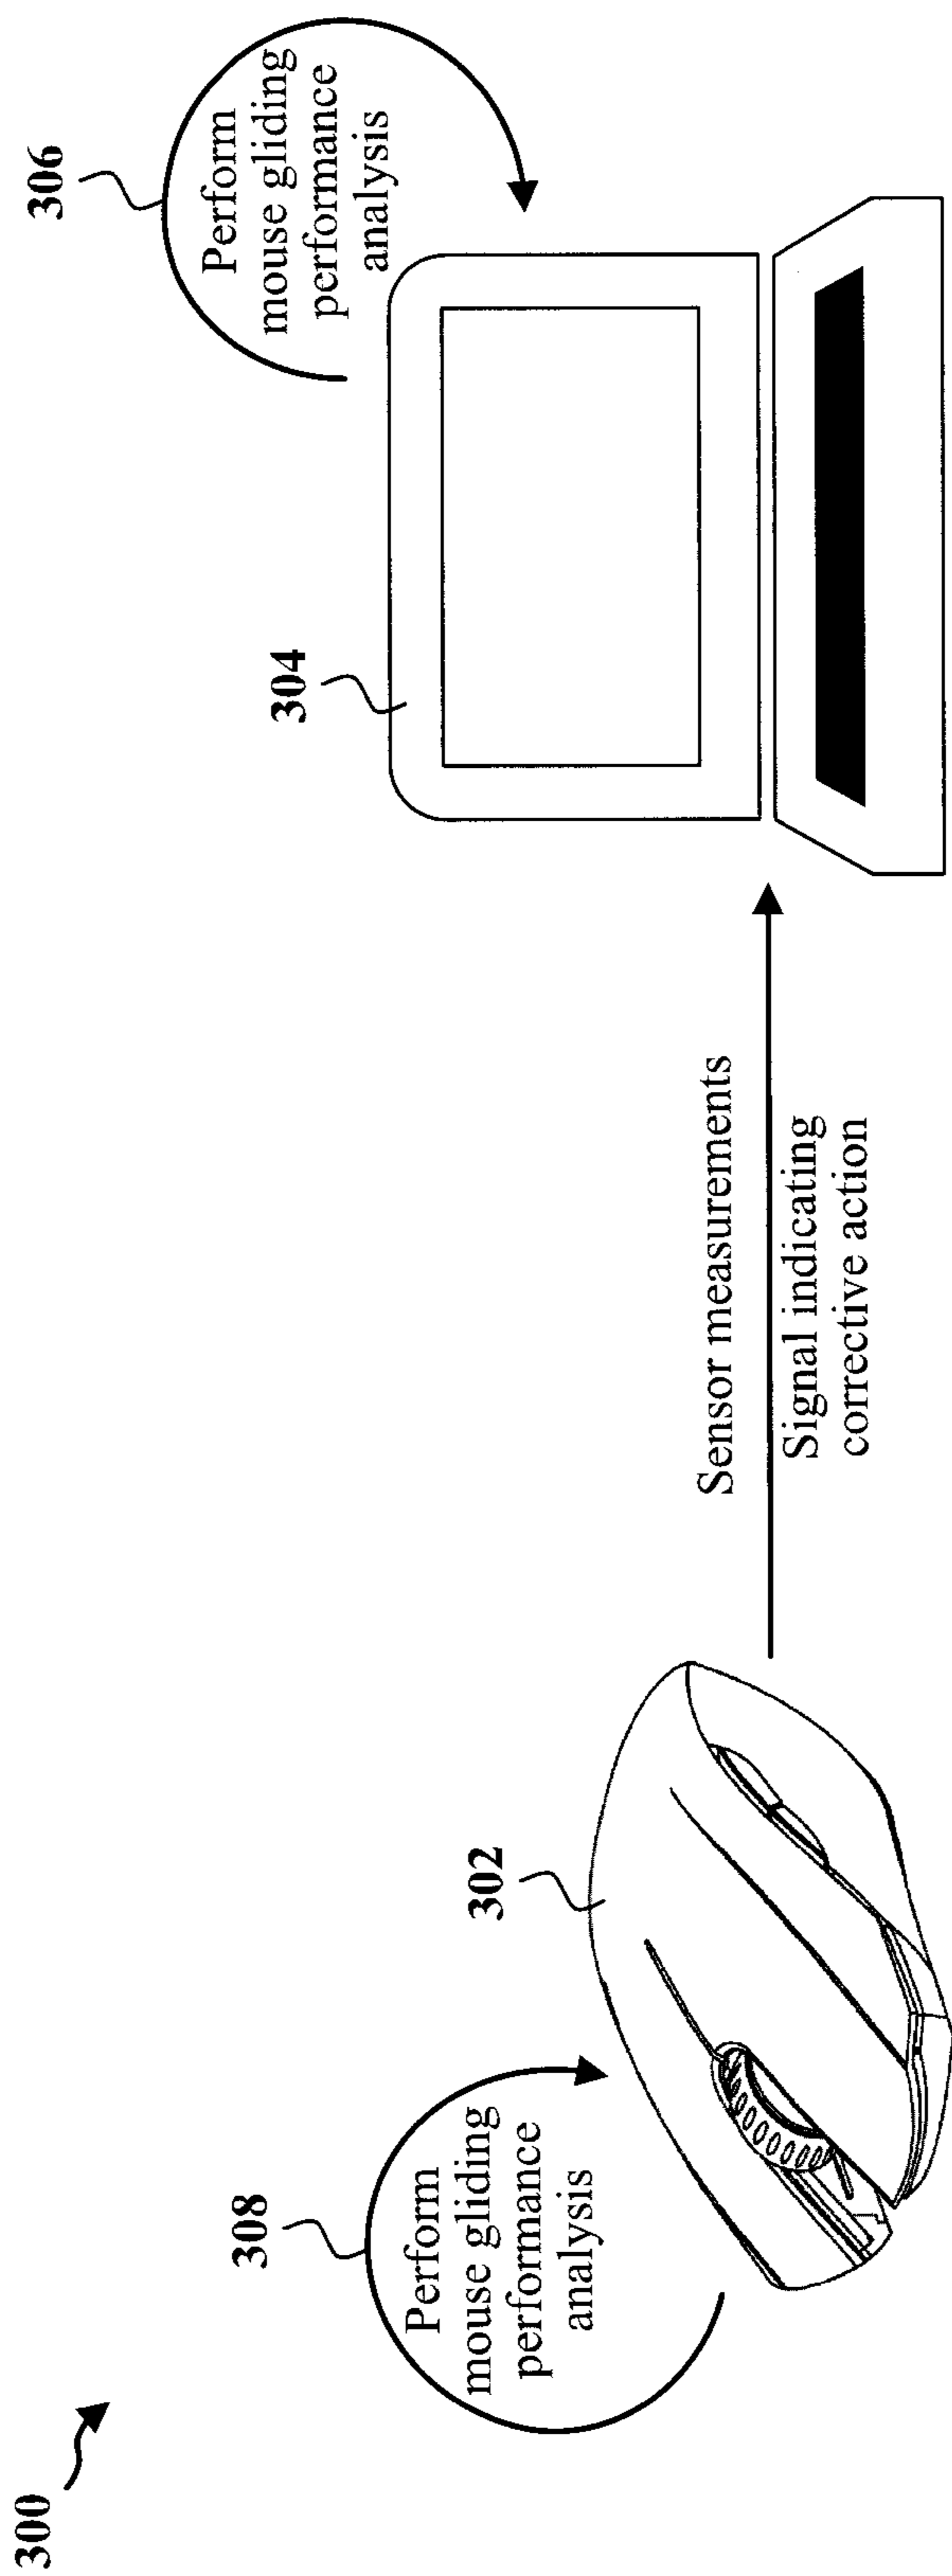 300
308
Perform
mouse gliding
performance
analysis
302
Sensor measurements
Signal indicating
corrective action
304
306
Perform
mouse gliding
performance
analysis